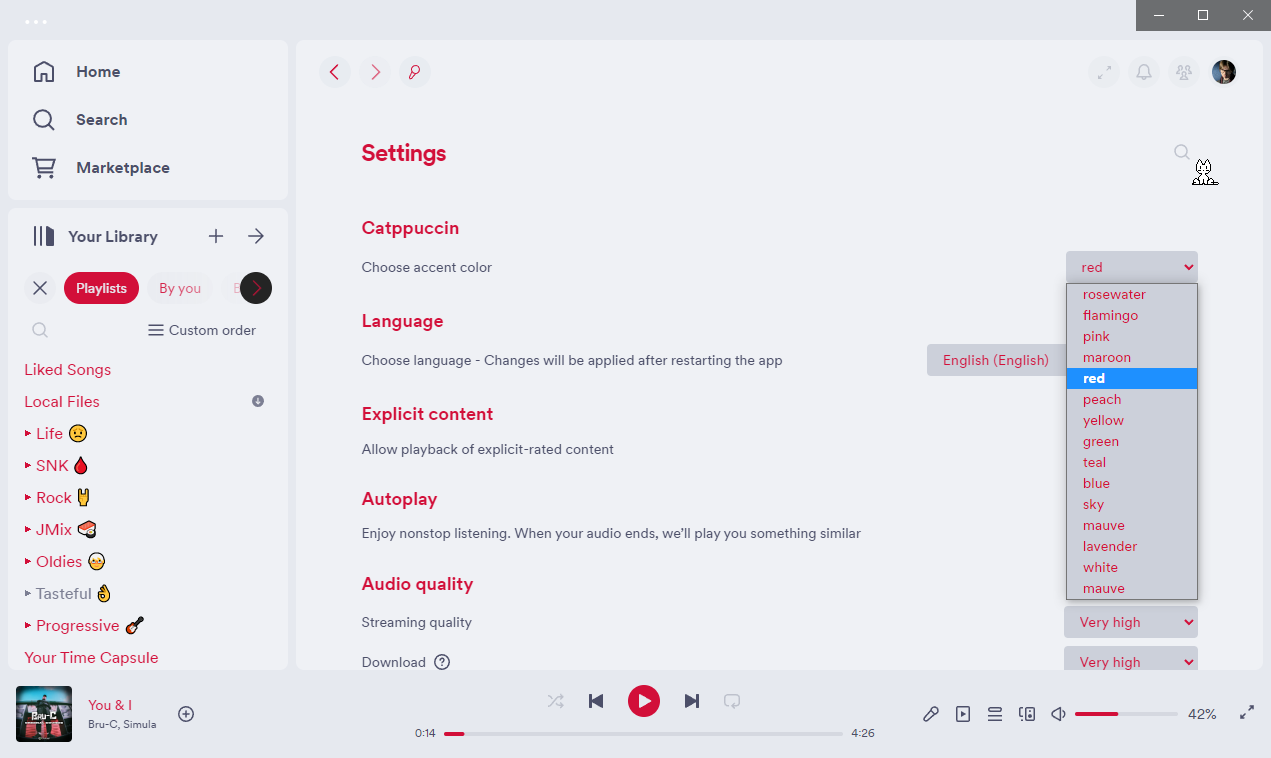 Home
Search
Marketplace
Your Library
Playlists
By you
Custom order
Liked Songs
Local Files
Life 😟
SNK 🩸
Rock 🤘
JMix 🍣
Oldies 👴
Tasteful 👌
Progressive 🎸
Your Time Capsule
Settings
Catppuccin
Choose accent color
red
rosewater
flamingo
pink
maroon
red
peach
yellow
green
teal
blue
sky
mauve
lavender
white
mauve
Language
Choose language - Changes will be applied after restarting the app
English (English)
Explicit content
Allow playback of explicit-rated content
Autoplay
Enjoy nonstop listening. When your audio ends, we'll play you something similar
Audio quality
Streaming quality
Very high
Download
Very high
BRU-C
You & I
Bru-C, Simula
0:14
4:26
42%